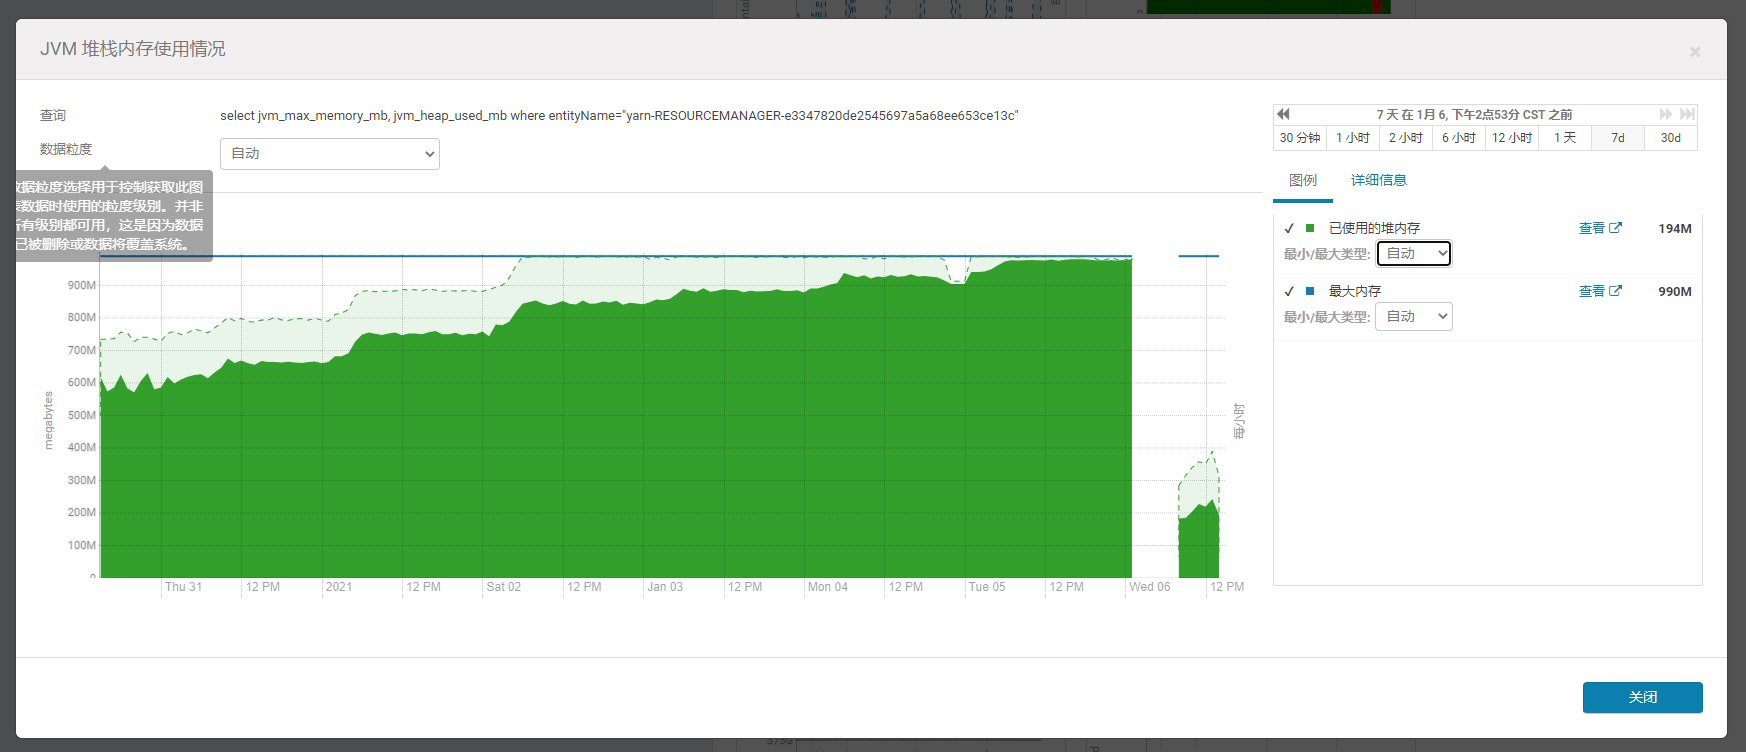 JVM 堆栈内存使用情况
×
查询
select jvm_max_memory_mb, jvm_heap_used_mb where entityName="yarn-RESOURCEMANAGER-e3347820de2545697a5a68ee653ce13c"
数据粒度
自动
数据粒度选择用于控制获取此图
表数据时使用的粒度级别。并非
所有级别都可用，这是因为数据
已被删除或数据将覆盖系统。
7 天 在 1月 6, 下午2点53分 CST 之前
30 分钟 1 小时 2 小时 6 小时 12 小时 1 天 7d 30d
图例 详细信息
✓ 已使用的堆内存 查看 194M
最小/最大类型: 自动
✓ 最大内存 查看 990M
最小/最大类型: 自动
megabytes
900M
800M
700M
600M
500M
400M
300M
200M
100M
0
每小时
Thu 31 12 PM 2021 12 PM Sat 02 12 PM Jan 03 12 PM Mon 04 12 PM Tue 05 12 PM Wed 06 12 PM
关闭